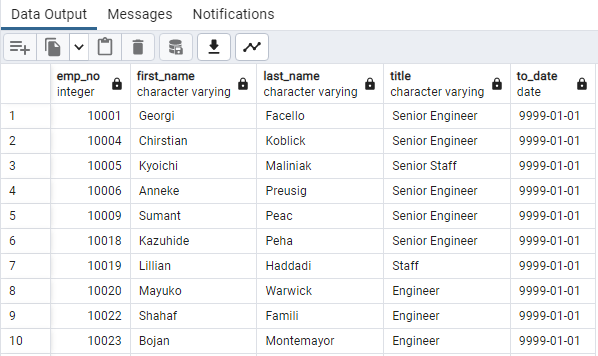 Data Output Messages Notifications
emp_no first_name last_name title to_date
integer character varying character varying character varying date
1 10001 Georgi Facello Senior Engineer 9999-01-01
2 10004 Chirstian Koblick Senior Engineer 9999-01-01
3 10005 Kyoichi Maliniak Senior Staff 9999-01-01
4 10006 Anneke Preusig Senior Engineer 9999-01-01
5 10009 Sumant Peac Senior Engineer 9999-01-01
6 10018 Kazuhide Peha Senior Engineer 9999-01-01
7 10019 Lillian Haddadi Staff 9999-01-01
8 10020 Mayuko Warwick Engineer 9999-01-01
9 10022 Shahaf Famili Engineer 9999-01-01
10 10023 Bojan Montemayor Engineer 9999-01-01